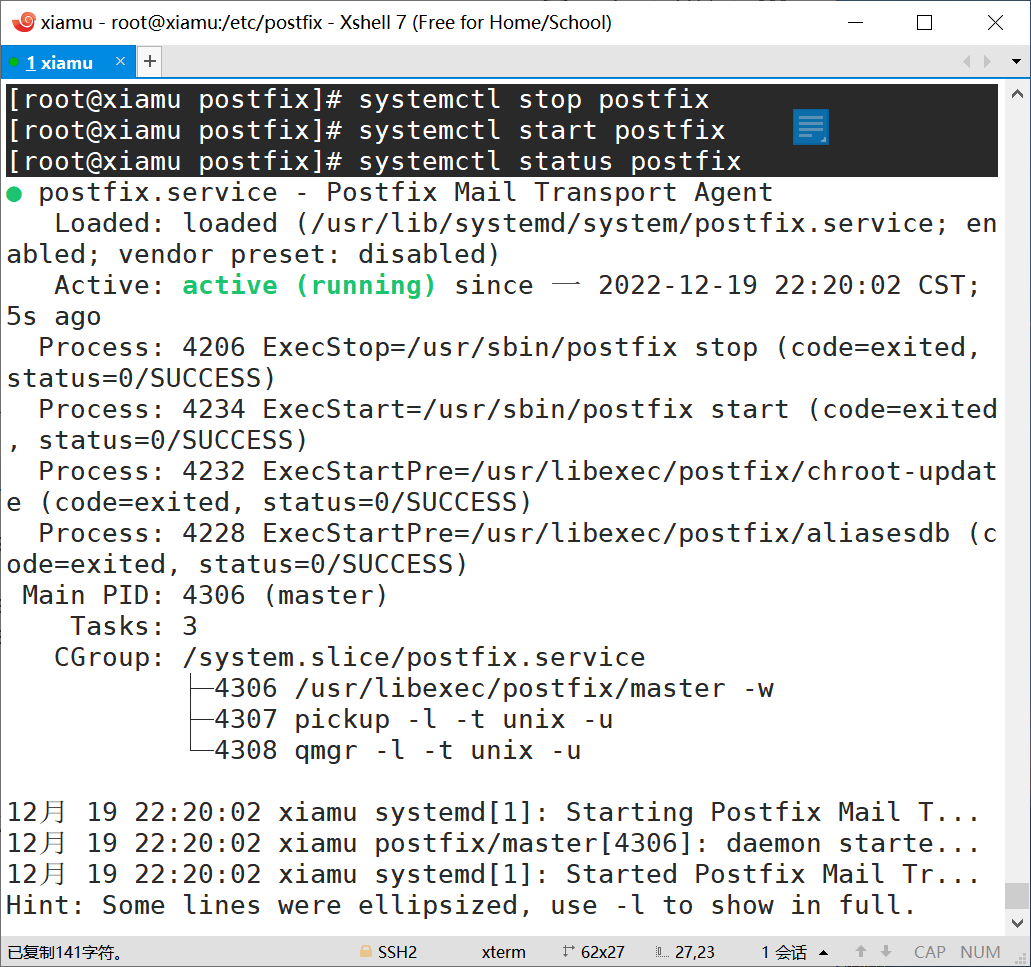 xiamu - root@xiamu:/etc/postfix - Xshell 7 (Free for Home/School)
1 xiamu × +
[root@xiamu postfix]# systemctl stop postfix
[root@xiamu postfix]# systemctl start postfix
[root@xiamu postfix]# systemctl status postfix
● postfix.service - Postfix Mail Transport Agent
   Loaded: loaded (/usr/lib/systemd/system/postfix.service; en
abled; vendor preset: disabled)
   Active: active (running) since 一 2022-12-19 22:20:02 CST;
5s ago
  Process: 4206 ExecStop=/usr/sbin/postfix stop (code=exited,
status=0/SUCCESS)
  Process: 4234 ExecStart=/usr/sbin/postfix start (code=exited
, status=0/SUCCESS)
  Process: 4232 ExecStartPre=/usr/libexec/postfix/chroot-updat
e (code=exited, status=0/SUCCESS)
  Process: 4228 ExecStartPre=/usr/libexec/postfix/aliasesdb (c
ode=exited, status=0/SUCCESS)
 Main PID: 4306 (master)
    Tasks: 3
   CGroup: /system.slice/postfix.service
           ├─4306 /usr/libexec/postfix/master -w
           ├─4307 pickup -l -t unix -u
           └─4308 qmgr -l -t unix -u
12月 19 22:20:02 xiamu systemd[1]: Starting Postfix Mail T...
12月 19 22:20:02 xiamu postfix/master[4306]: daemon starte...
12月 19 22:20:02 xiamu systemd[1]: Started Postfix Mail Tr...
Hint: Some lines were ellipsized, use -l to show in full.
已复制141字符。 SSH2 xterm 62x27 27,23 1 会话 CAP NUM